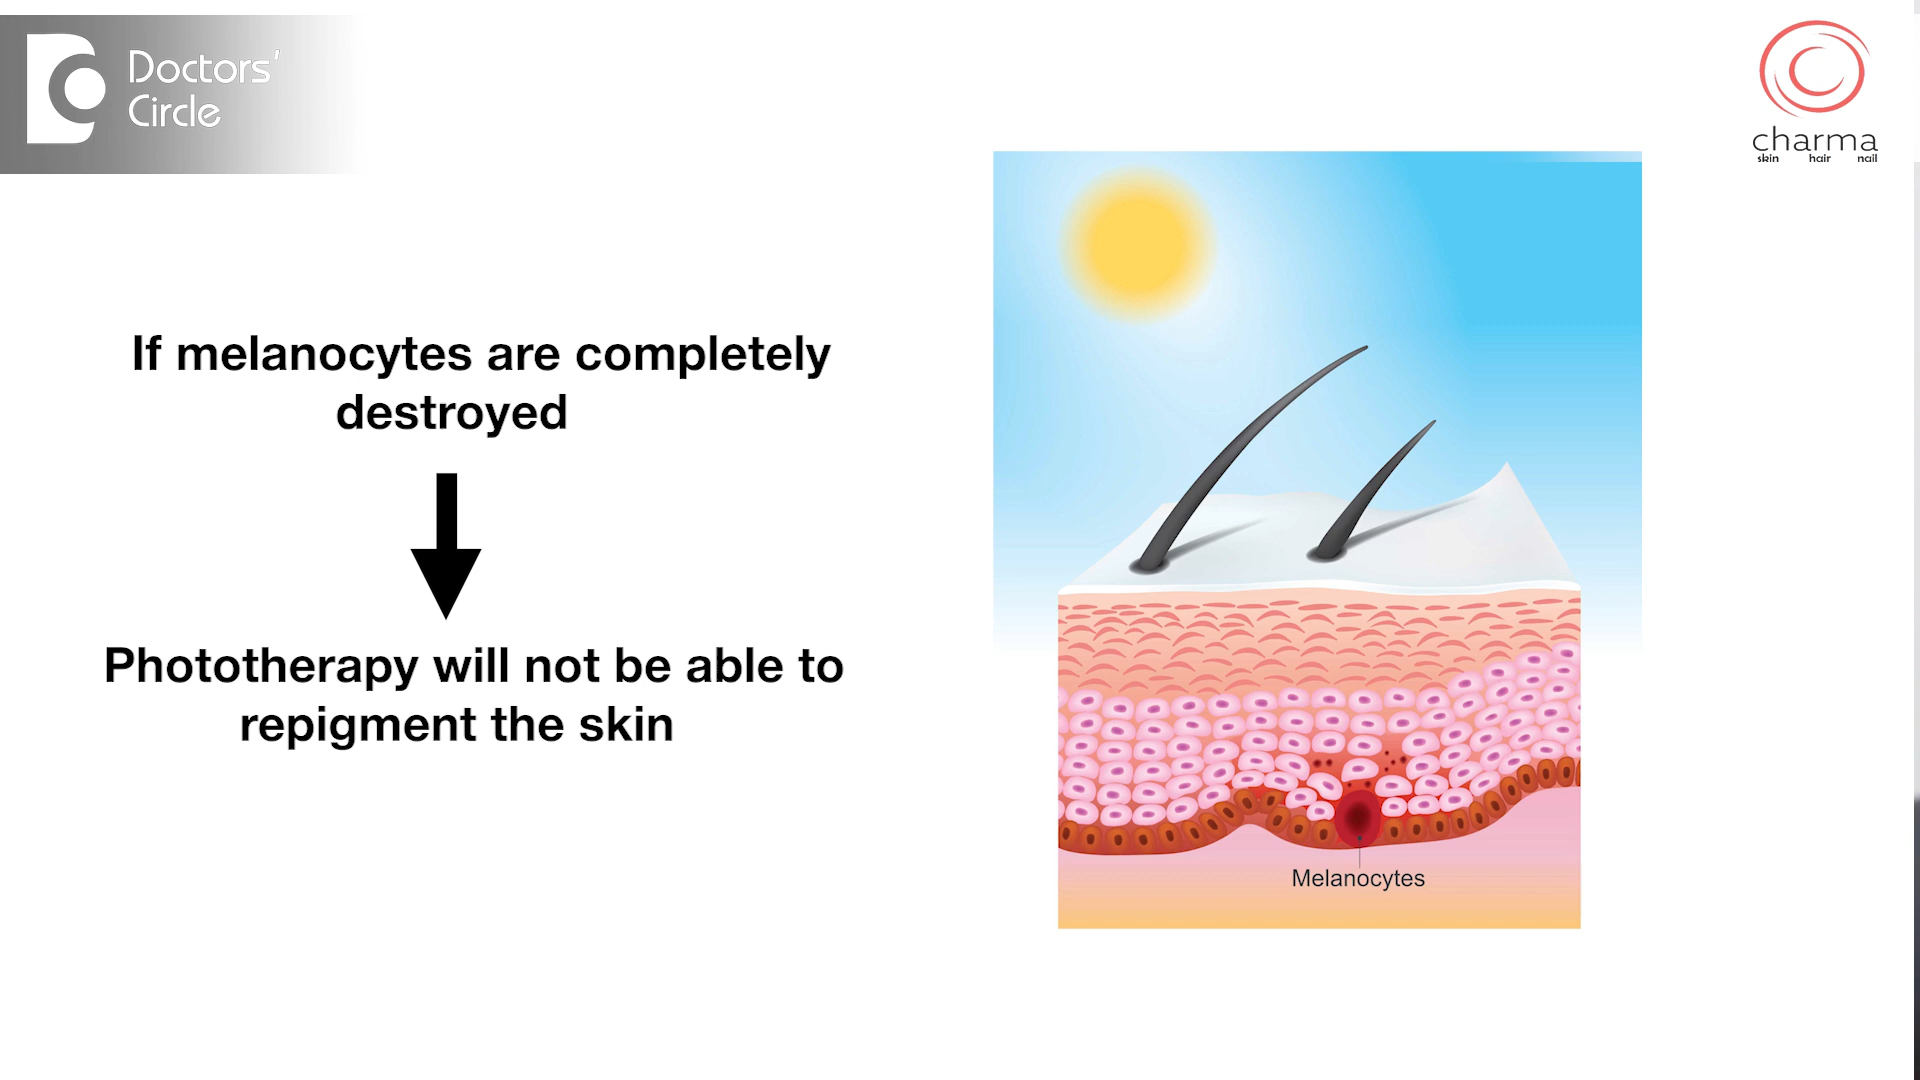 Doctors'
Circle
charma
skin hair nail
If melanocytes are completely
destroyed
Phototherapy will not be able to
repigment the skin
Melanocytes